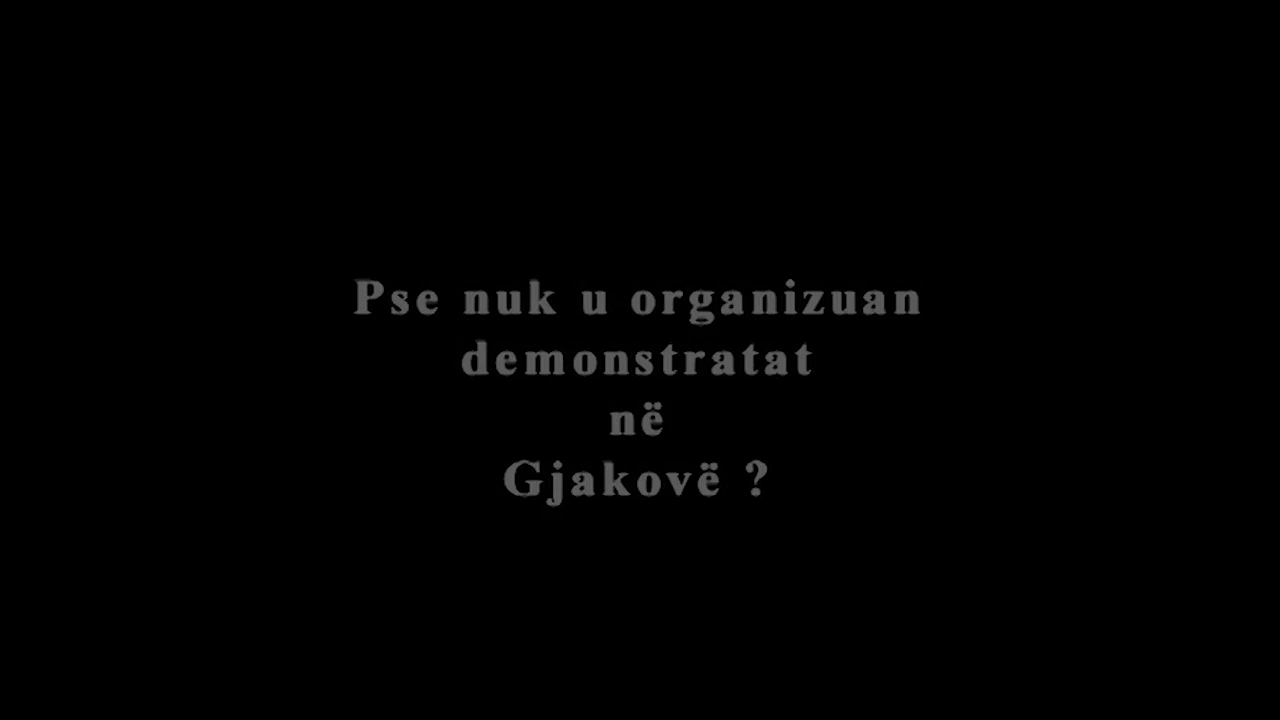 Pse nuk u organizuan
demonstratat
në
Gjakovë ?